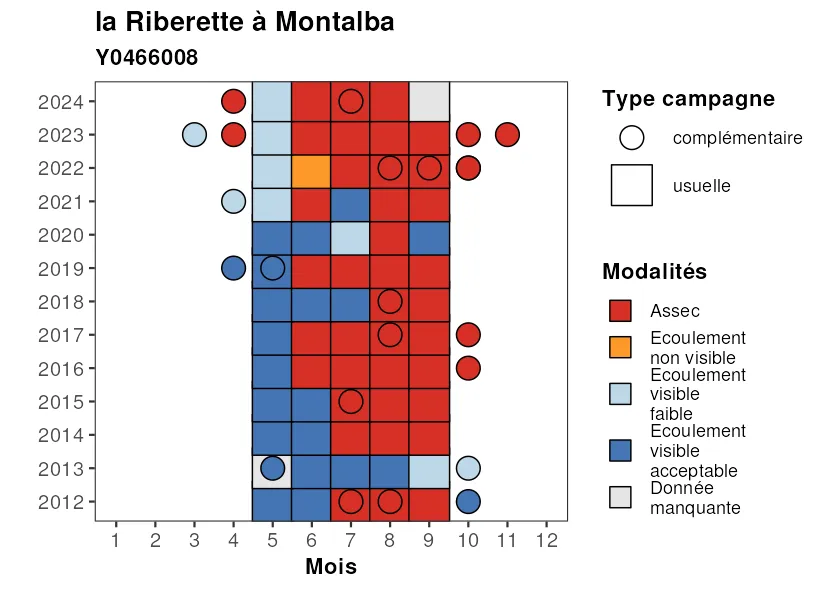 la Riberette à Montalba
Y0466008
2024
2023
2022
2021
2020
2019
2018
2017
2016
2015
2014
2013
2012
1 2 3 4 5 6 7 8 9 10 11 12
Mois
Type campagne
complémentaire
usuelle
Modalités
Assec
Ecoulement
non visible
Ecoulement
visible
faible
Ecoulement
visible
acceptable
Donnée
manquante